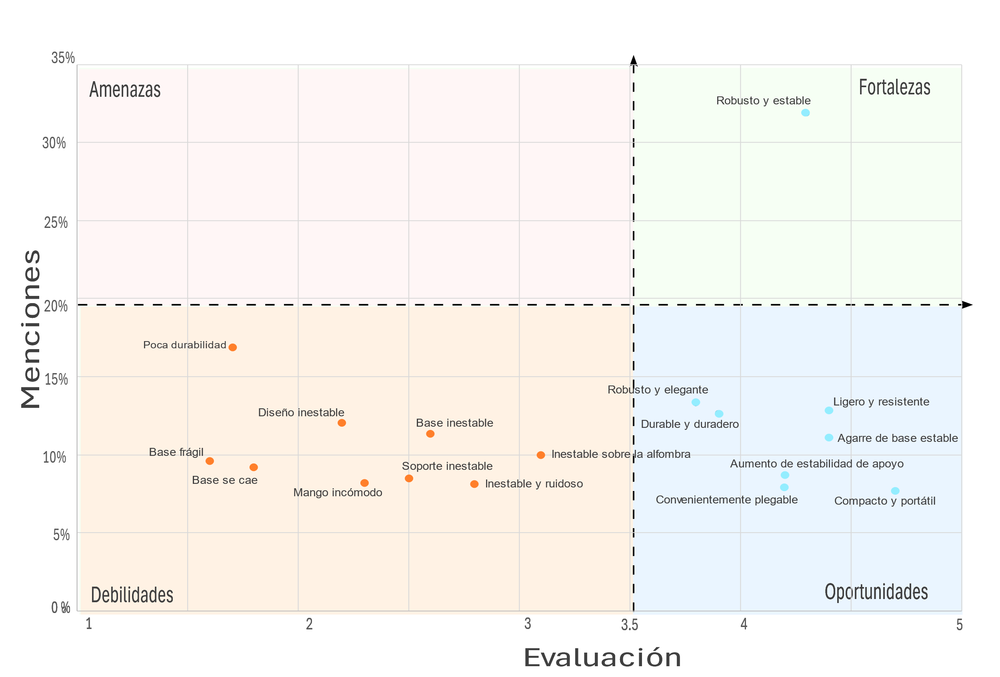 35%
Amenazas
Fortalezas
Robusto y estable
30%
25%
20%
Menciones
Poca durabilidad
15%
Robusto y elegante
Ligero y resistente
Diseño inestable
Base inestable
Durable y duradero
Agarre de base estable
Base frágil
10%
Inestable sobre la alfombra
Soporte inestable
Aumento de estabilidad de apoyo
Base se cae
Inestable y ruidoso
Mango incómodo
Convenientemente plegable
Compacto y portátil
5%
Debilidades
Oportunidades
0%
1
2
3
3.5
4
5
Evaluación